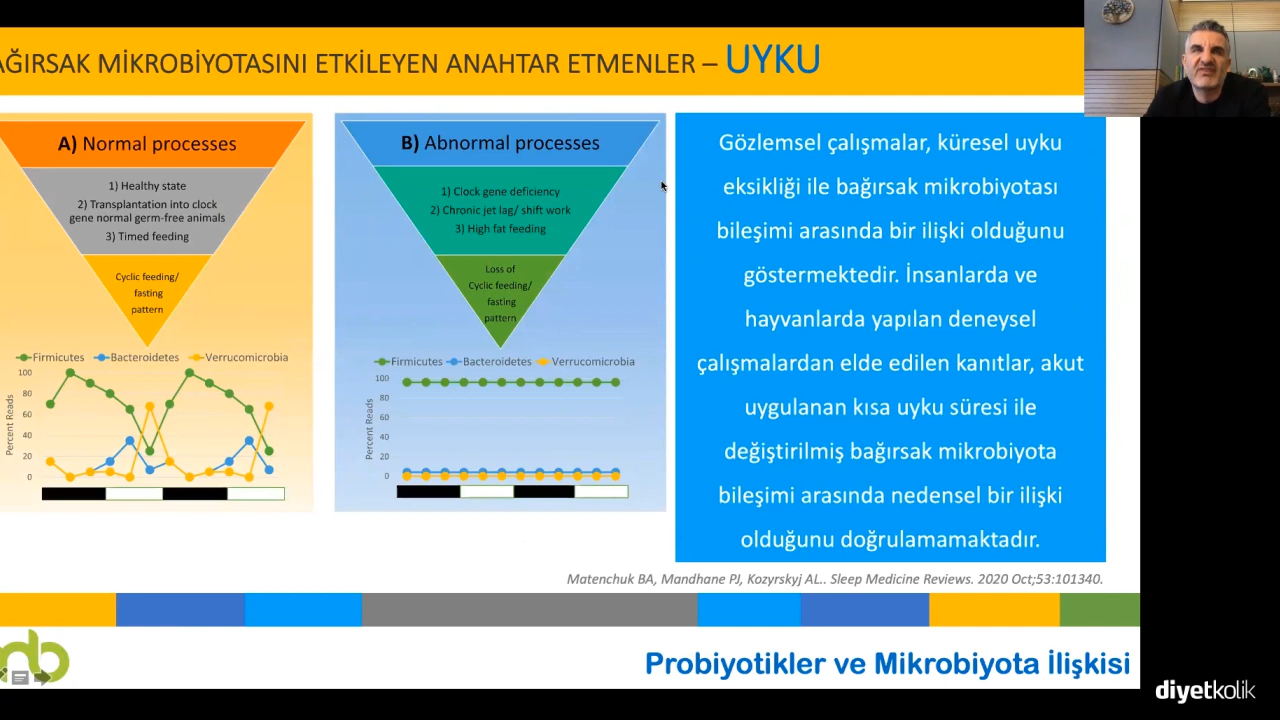 AĞIRSAK MİKROBİYOTASINI ETKİLEYEN ANAHTAR ETMENLER – UYKU
A) Normal processes
1) Healthy state
2) Transplantation into clock
gene normal germ-free animals
3) Timed feeding
Cyclic feeding/
fasting
pattern
Firmicutes Bacteroidetes Verrucomicrobia
Percent Reads
100
80
60
40
20
0
B) Abnormal processes
1) Clock gene deficiency
2) Chronic jet lag/ shift work
3) High fat feeding
Loss of
Cyclic feeding/
fasting
pattern
Firmicutes Bacteroidetes Verrucomicrobia
Percent Reads
100
80
60
40
20
0
Gözlemsel çalışmalar, küresel uyku
eksikliği ile bağırsak mikrobiyotası
bileşimi arasında bir ilişki olduğunu
göstermektedir. İnsanlarda ve
hayvanlarda yapılan deneysel
çalışmalardan elde edilen kanıtlar, akut
uygulanan kısa uyku süresi ile
değiştirilmiş bağırsak mikrobiyota
bileşimi arasında nedensel bir ilişki
olduğunu doğrulamamaktadır.
Matenchuk BA, Mandhane PJ, Kozyrskyj AL.. Sleep Medicine Reviews. 2020 Oct;53:101340.
nb
Probiyotikler ve Mikrobiyota İlişkisi
diyetkolik